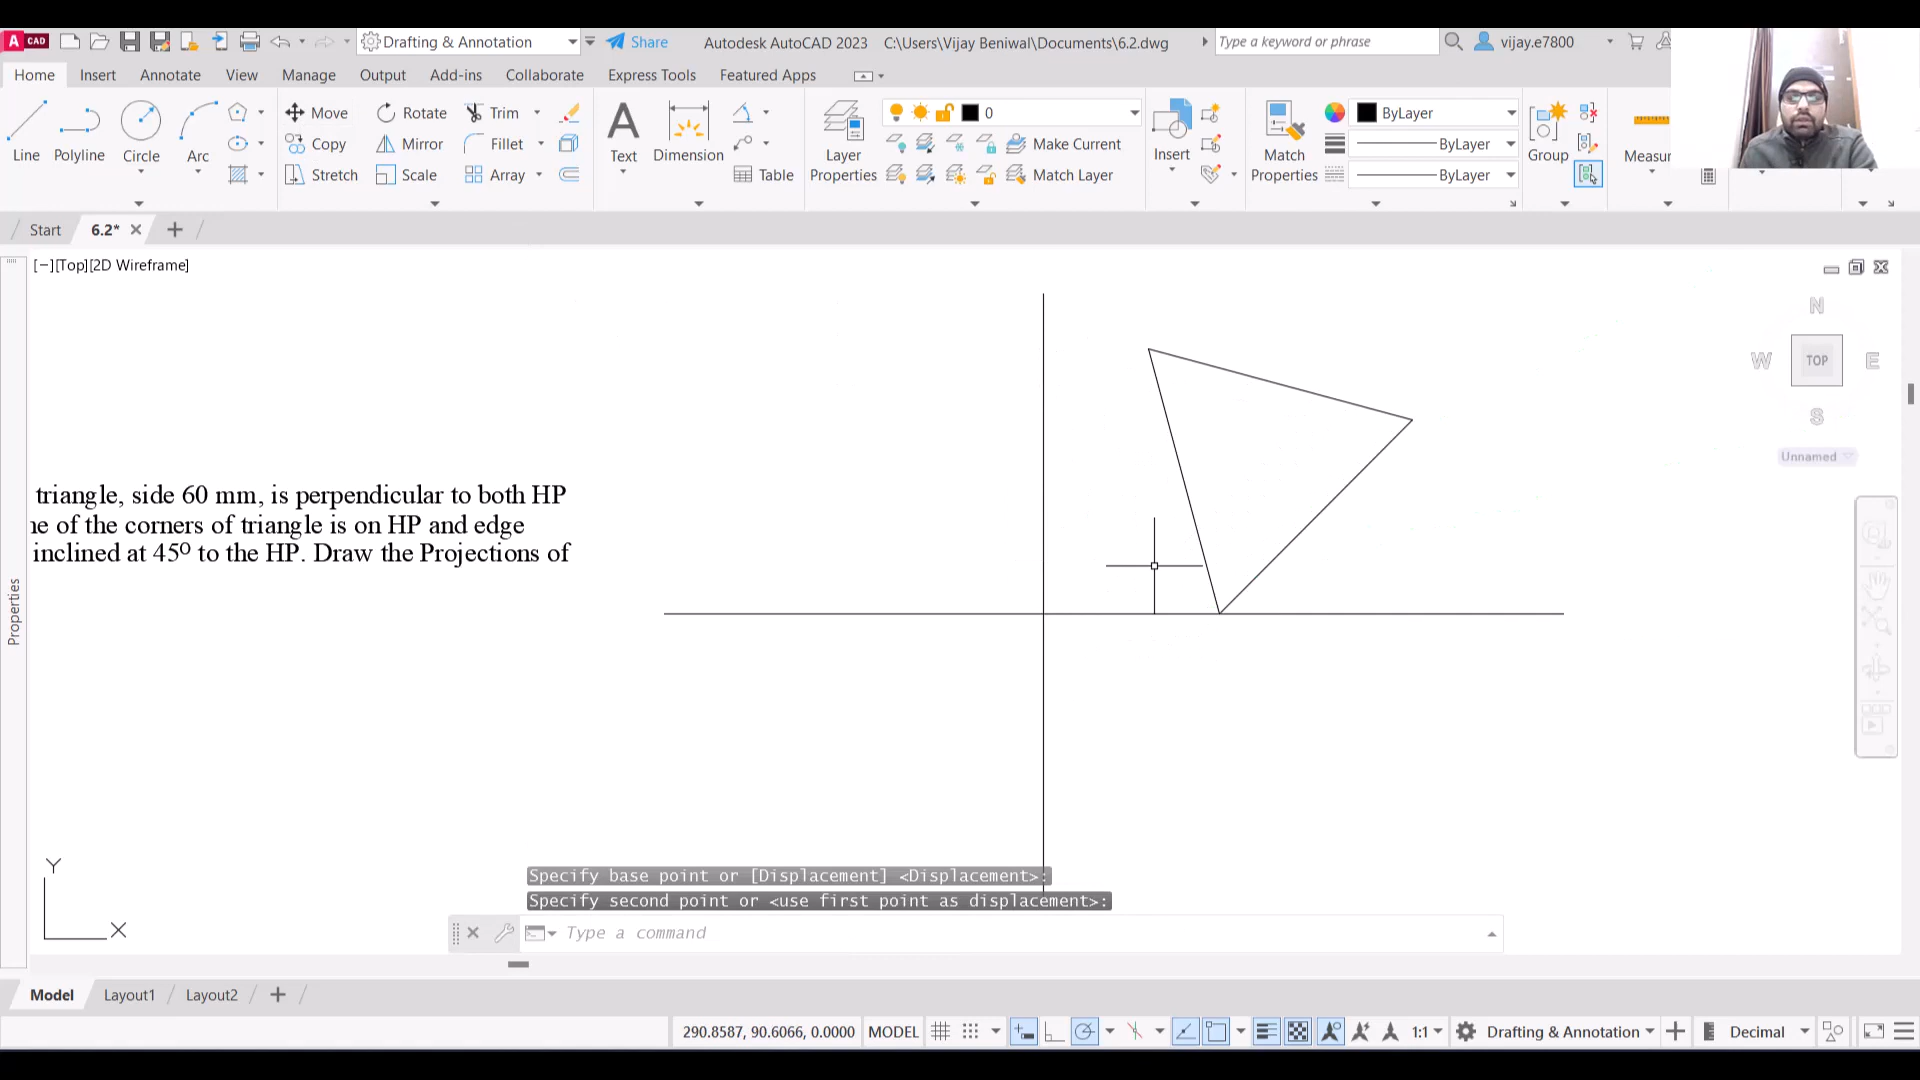 A CAD
Drafting & Annotation
Share
Autodesk AutoCAD 2023 C:\Users\Vijay Beniwal\Documents\6.2.dwg
Type a keyword or phrase
vijay.e7800
Home Insert Annotate View Manage Output Add-ins Collaborate Express Tools Featured Apps
Line Polyline Circle Arc
Move Rotate Trim
Copy Mirror Fillet
Stretch Scale Array
Text Dimension Table
Layer Properties
0
Make Current
Match Layer
Insert
Match Properties
ByLayer
ByLayer
ByLayer
Group
Measur
Start 6.2*
[−][Top][2D Wireframe]
N
W TOP E
S
Unnamed
triangle, side 60 mm, is perpendicular to both HP
ne of the corners of triangle is on HP and edge
inclined at 45º to the HP. Draw the Projections of
Properties
Y
X
Specify base point or [Displacement] <Displacement>:
Specify second point or <use first point as displacement>:
Type a command
Model Layout1 Layout2
290.8587, 90.6066, 0.0000 MODEL 1:1 Drafting & Annotation Decimal